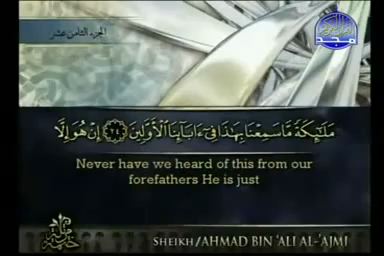 الجزء الثامن عشر
مجد
مَلَٰٓئِكَةً مَّا سَمِعْنَا بِهَٰذَا فِىٓ ءَابَآئِنَا ٱلْأَوَّلِينَ ﴿٢٤﴾ إِنْ هُوَ إِلَّا
Never have we heard of this from our
forefathers He is just
SHEIKH/AHMAD BIN 'ALI AL-'AJMI